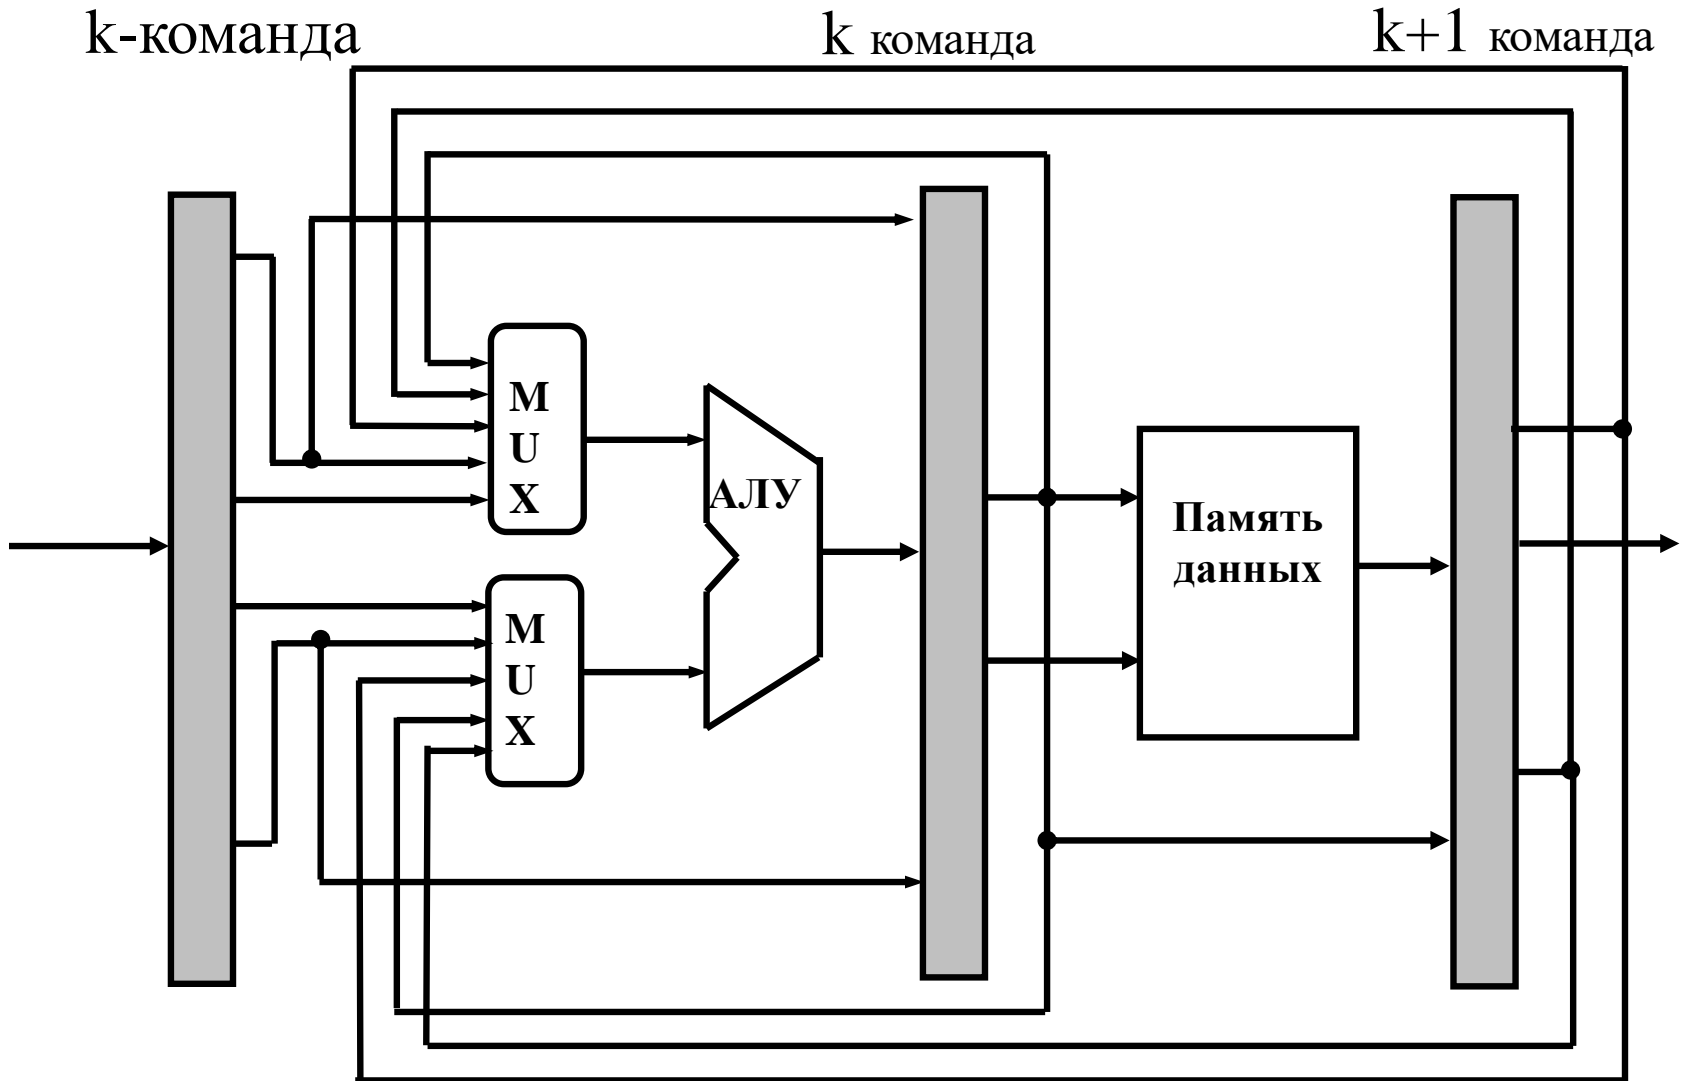 k-команда
k команда
k+1 команда
M
U
X
АЛУ
Память
данных
M
U
X